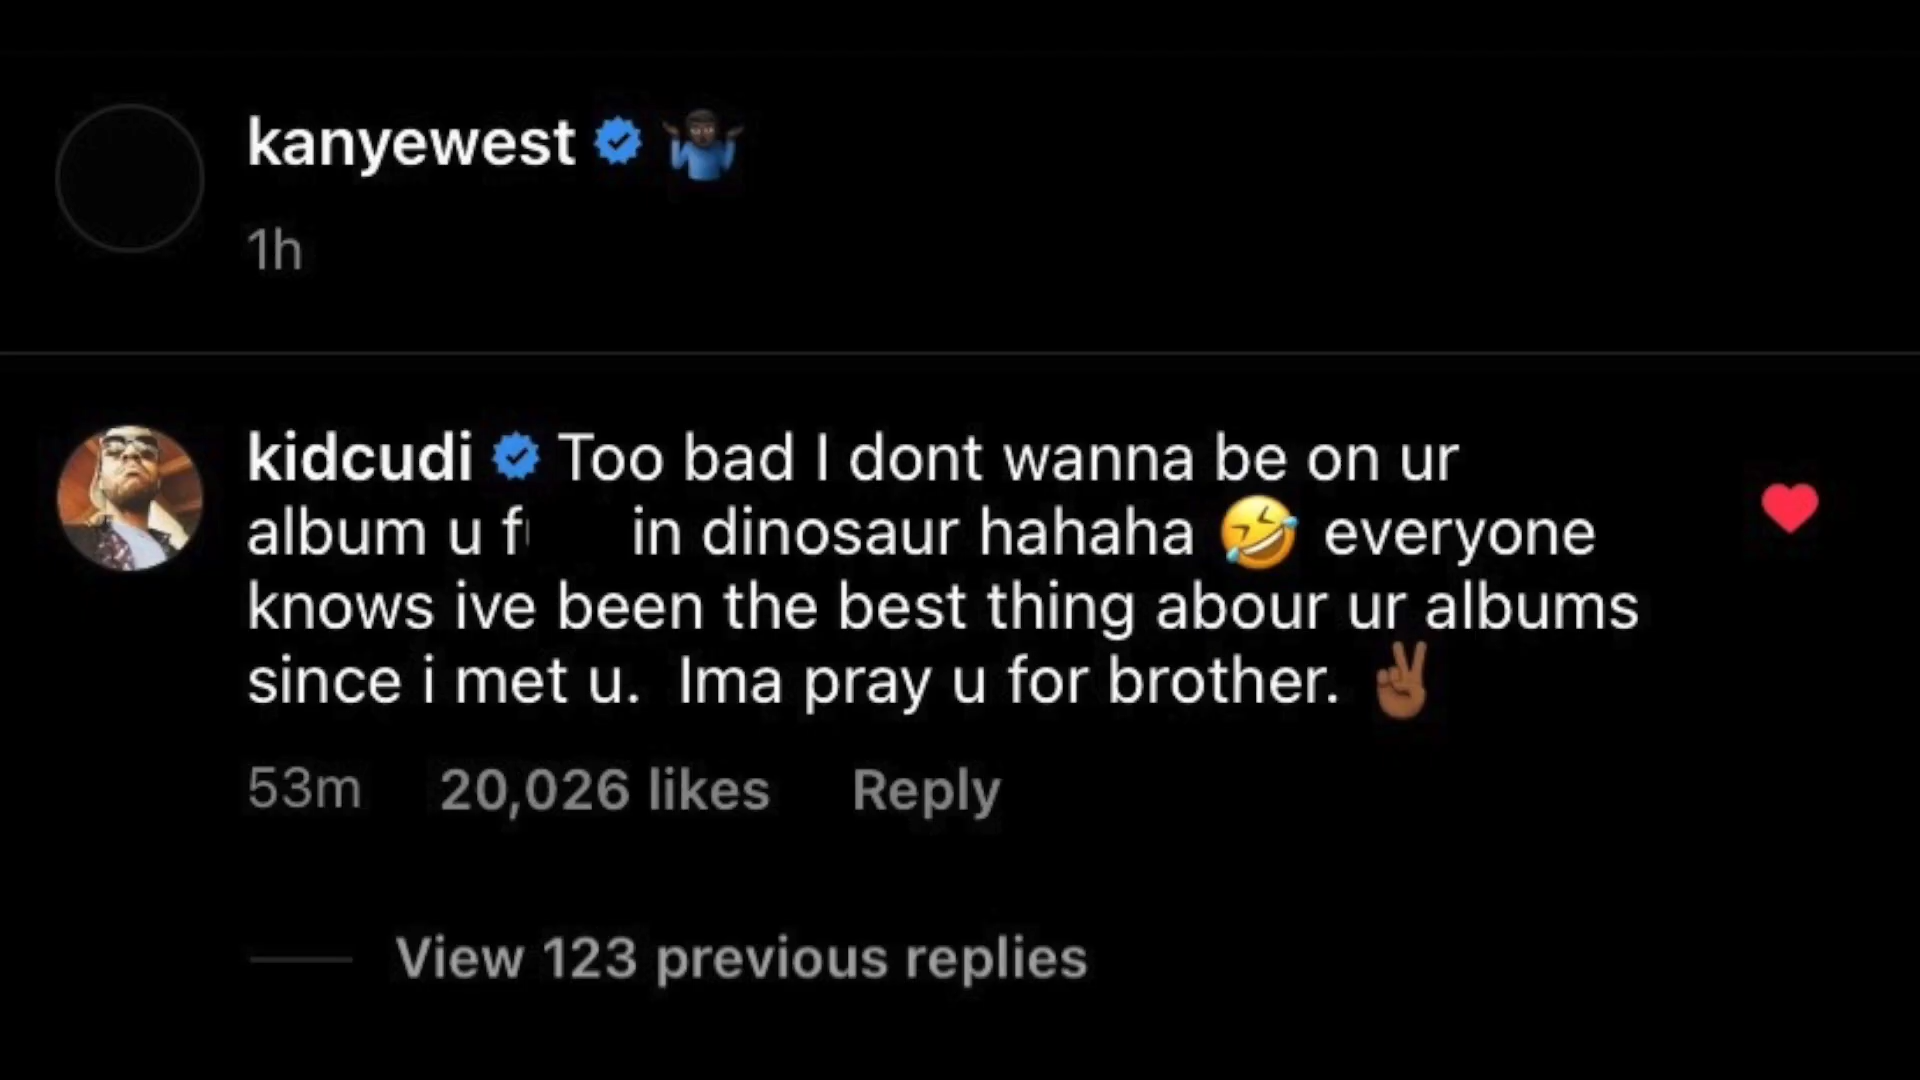 kanyewest 🤷🏿‍♂️
1h
kidcudi Too bad I dont wanna be on ur
album u f in dinosaur hahaha 🤣 everyone
knows ive been the best thing abour ur albums
since i met u. Ima pray u for brother. ✌🏾
53m 20,026 likes Reply
View 123 previous replies